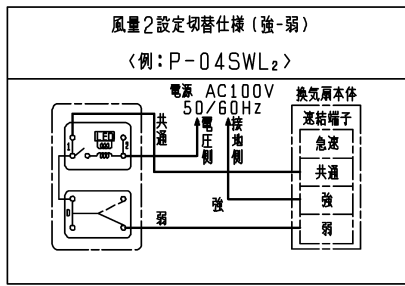 風量2設定切替仕様(強-弱)
〈例:P-04SWL₂〉
電源 AC100V
50/60Hz
換気扇本体
速結端子
急速
共通
強
弱
共通
電圧側
接地側
LED
1
2
強
0
弱